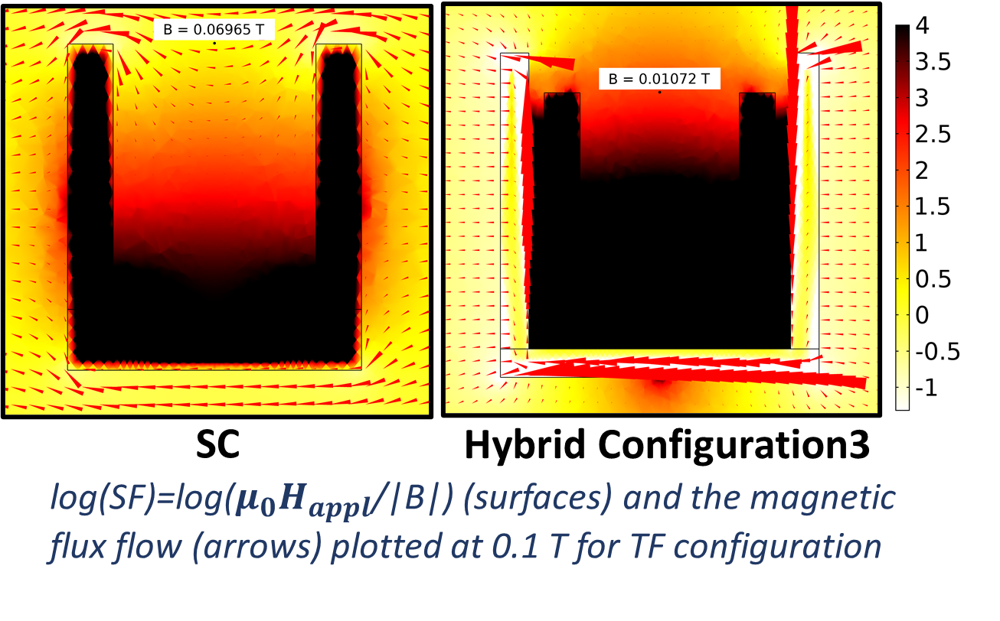 B = 0.06965 T
B = 0.01072 T
4
3.5
3
2.5
2
1.5
1
0.5
0
-0.5
-1
SC
Hybrid Configuration3
log(SF)=log(μ₀H_appl/|B|) (surfaces) and the magnetic
flux flow (arrows) plotted at 0.1 T for TF configuration